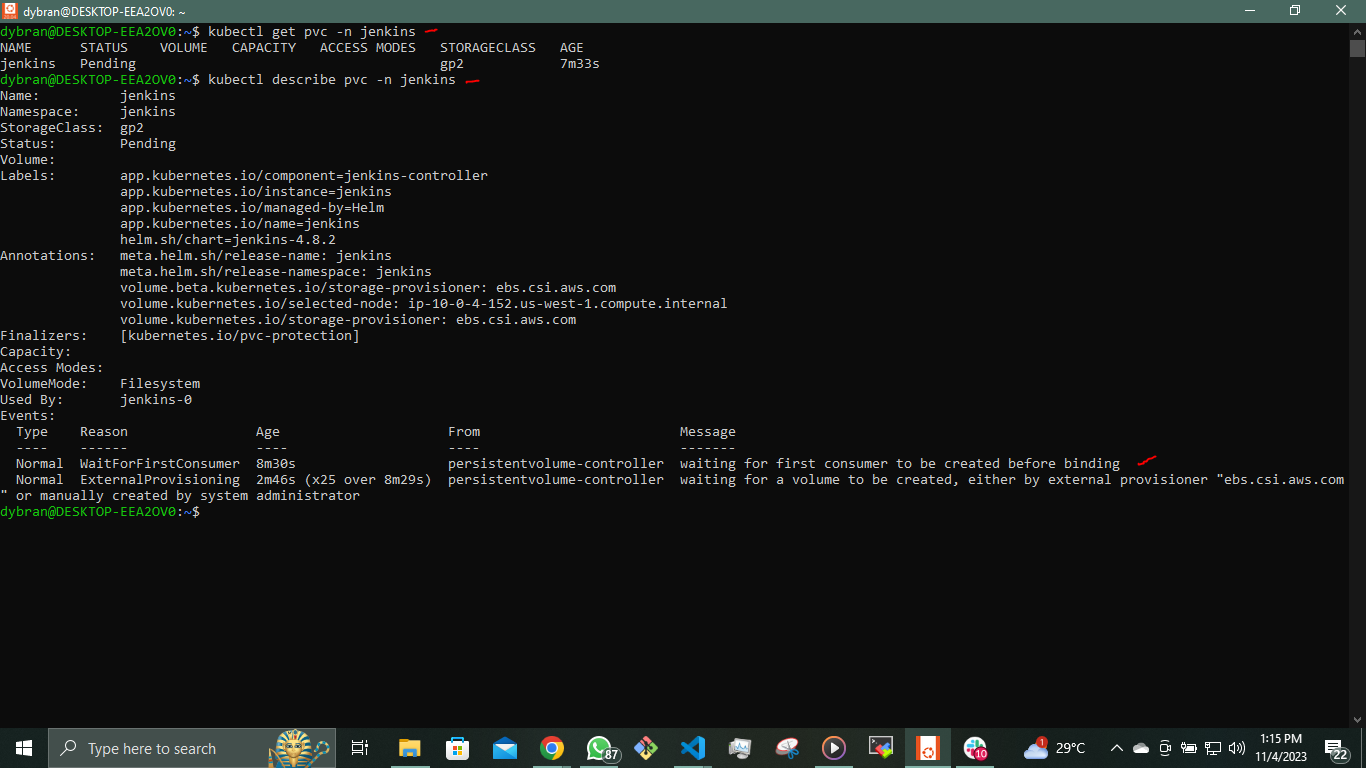 dybran@DESKTOP-EEA2OV0: ~
dybran@DESKTOP-EEA2OV0:~$ kubectl get pvc -n jenkins
NAME      STATUS    VOLUME   CAPACITY   ACCESS MODES   STORAGECLASS   AGE
jenkins   Pending                                      gp2            7m33s
dybran@DESKTOP-EEA2OV0:~$ kubectl describe pvc -n jenkins
Name:          jenkins
Namespace:     jenkins
StorageClass:  gp2
Status:        Pending
Volume:
Labels:        app.kubernetes.io/component=jenkins-controller
               app.kubernetes.io/instance=jenkins
               app.kubernetes.io/managed-by=Helm
               app.kubernetes.io/name=jenkins
               helm.sh/chart=jenkins-4.8.2
Annotations:   meta.helm.sh/release-name: jenkins
               meta.helm.sh/release-namespace: jenkins
               volume.beta.kubernetes.io/storage-provisioner: ebs.csi.aws.com
               volume.kubernetes.io/selected-node: ip-10-0-4-152.us-west-1.compute.internal
               volume.kubernetes.io/storage-provisioner: ebs.csi.aws.com
Finalizers:    [kubernetes.io/pvc-protection]
Capacity:
Access Modes:
VolumeMode:    Filesystem
Used By:       jenkins-0
Events:
  Type    Reason                Age                    From                         Message
  ----    ------                ----                   ----                         -------
  Normal  WaitForFirstConsumer  8m30s                  persistentvolume-controller  waiting for first consumer to be created before binding
  Normal  ExternalProvisioning  2m46s (x25 over 8m29s)  persistentvolume-controller  waiting for a volume to be created, either by external provisioner "ebs.csi.aws.com
" or manually created by system administrator
dybran@DESKTOP-EEA2OV0:~$
Type here to search
87
10
1
29°C
1:15 PM
11/4/2023
22